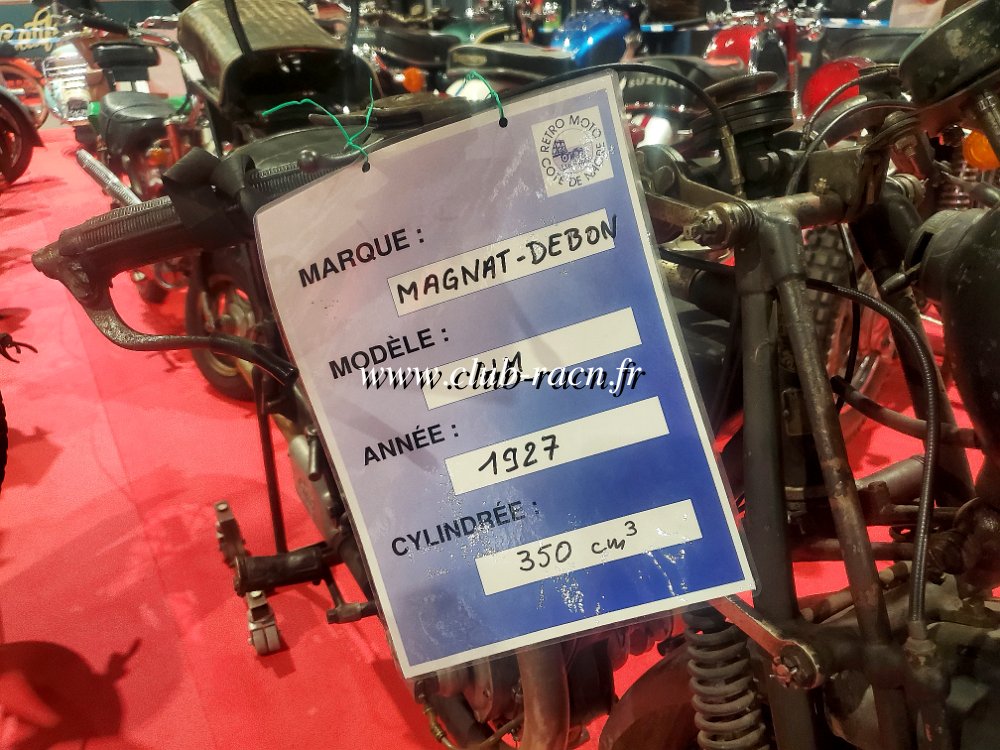 RETRO MOTO
COTE DE NACRE
MARQUE :
MAGNAT-DEBON
MODÈLE :
www.club-racn.fr
ANNÉE :
1927
CYLINDRÉE :
350 cm³